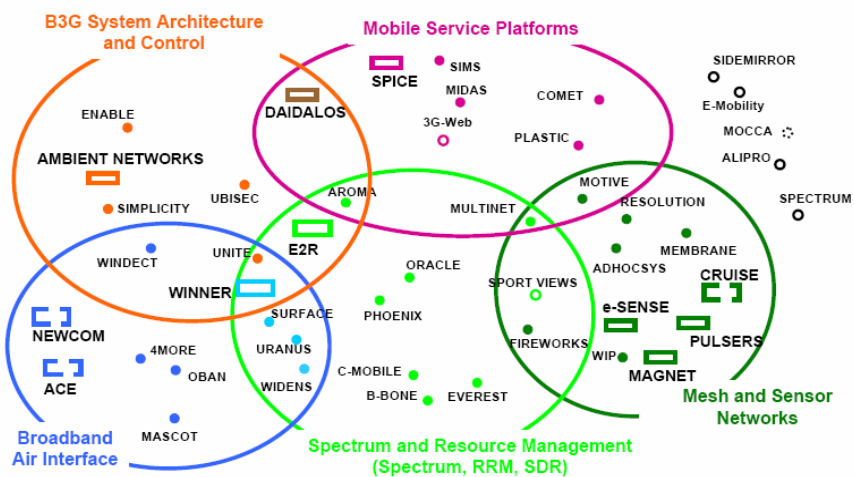 B3G System Architecture
and Control
Mobile Service Platforms
SPICE
SIMS
MIDAS
3G-Web
COMET
PLASTIC
DAIDALOS
SIDEMIRROR
E-Mobility
MOCCA
ALIPRO
SPECTRUM
ENABLE
AMBIENT NETWORKS
SIMPLICITY
UBISEC
AROMA
MULTINET
MOTIVE
RESOLUTION
MEMBRANE
ADHOCSYS
CRUISE
WINDECT
UNITE
E2R
WINNER
ORACLE
PHOENIX
SPORT VIEWS
e-SENSE
PULSERS
FIREWORKS
WIP
MAGNET
NEWCOM
ACE
4MORE
OBAN
MASCOT
SURFACE
URANUS
WIDENS
C-MOBILE
B-BONE
EVEREST
Mesh and Sensor
Networks
Broadband
Air Interface
Spectrum and Resource Management
(Spectrum, RRM, SDR)